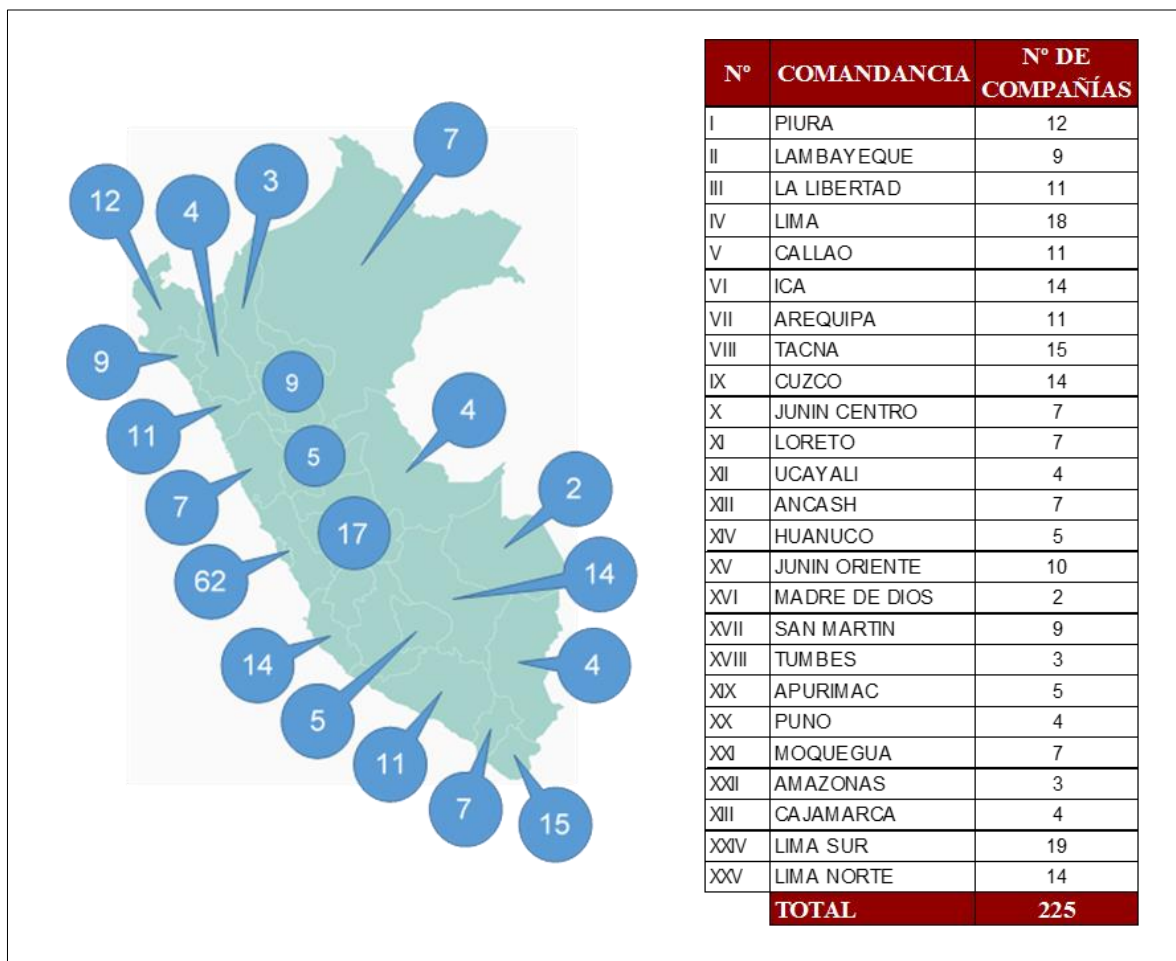 7
3
12
4
9
9
4
11
5
2
7
17
14
62
14
4
5
11
7
15
Nº COMANDANCIA Nº DE COMPAÑÍAS
I PIURA 12
II LAMBAYEQUE 9
III LA LIBERTAD 11
IV LIMA 18
V CALLAO 11
VI ICA 14
VII AREQUIPA 11
VIII TACNA 15
IX CUZCO 14
X JUNIN CENTRO 7
XI LORETO 7
XII UCAYALI 4
XIII ANCASH 7
XIV HUANUCO 5
XV JUNIN ORIENTE 10
XVI MADRE DE DIOS 2
XVII SAN MARTIN 9
XVIII TUMBES 3
XIX APURIMAC 5
XX PUNO 4
XXI MOQUEGUA 7
XXII AMAZONAS 3
XIII CAJAMARCA 4
XXIV LIMA SUR 19
XXV LIMA NORTE 14
TOTAL 225